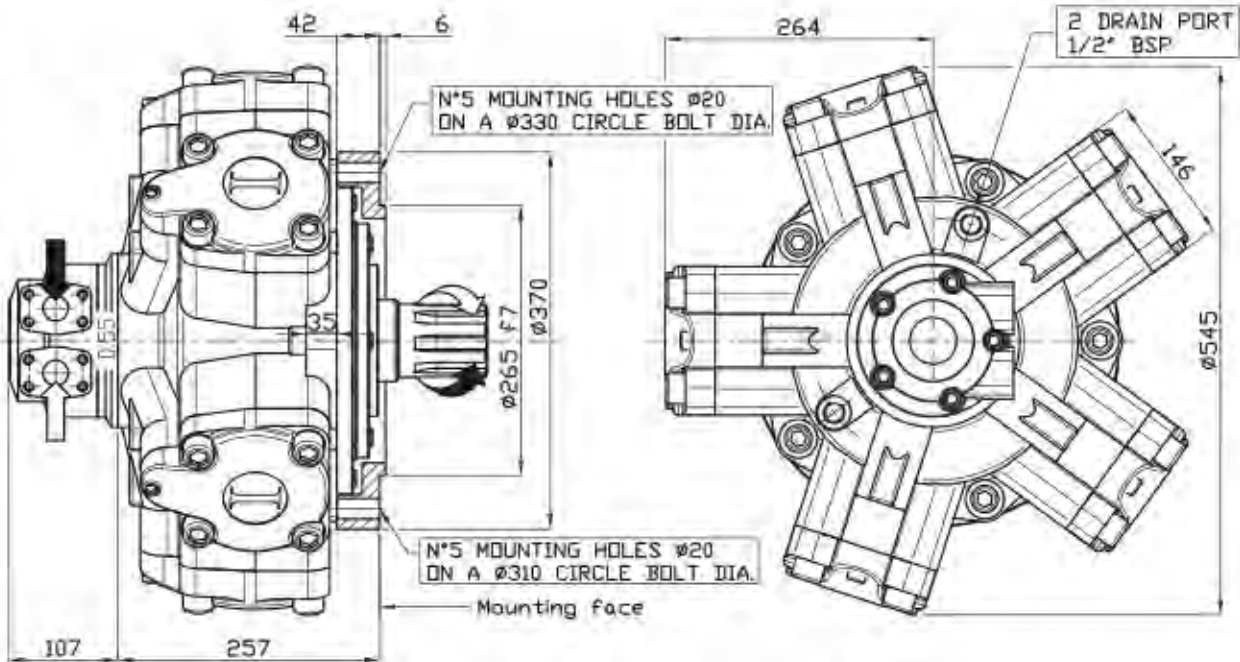 42
6
264
2 DRAIN PORT
1/2" BSP
N°5 MOUNTING HOLES Ø20
ON A Ø330 CIRCLE BOLT DIA.
146
35
D.55
Ø265 f7
Ø370
Ø545
N°5 MOUNTING HOLES Ø20
ON A Ø310 CIRCLE BOLT DIA.
Mounting face
107
257